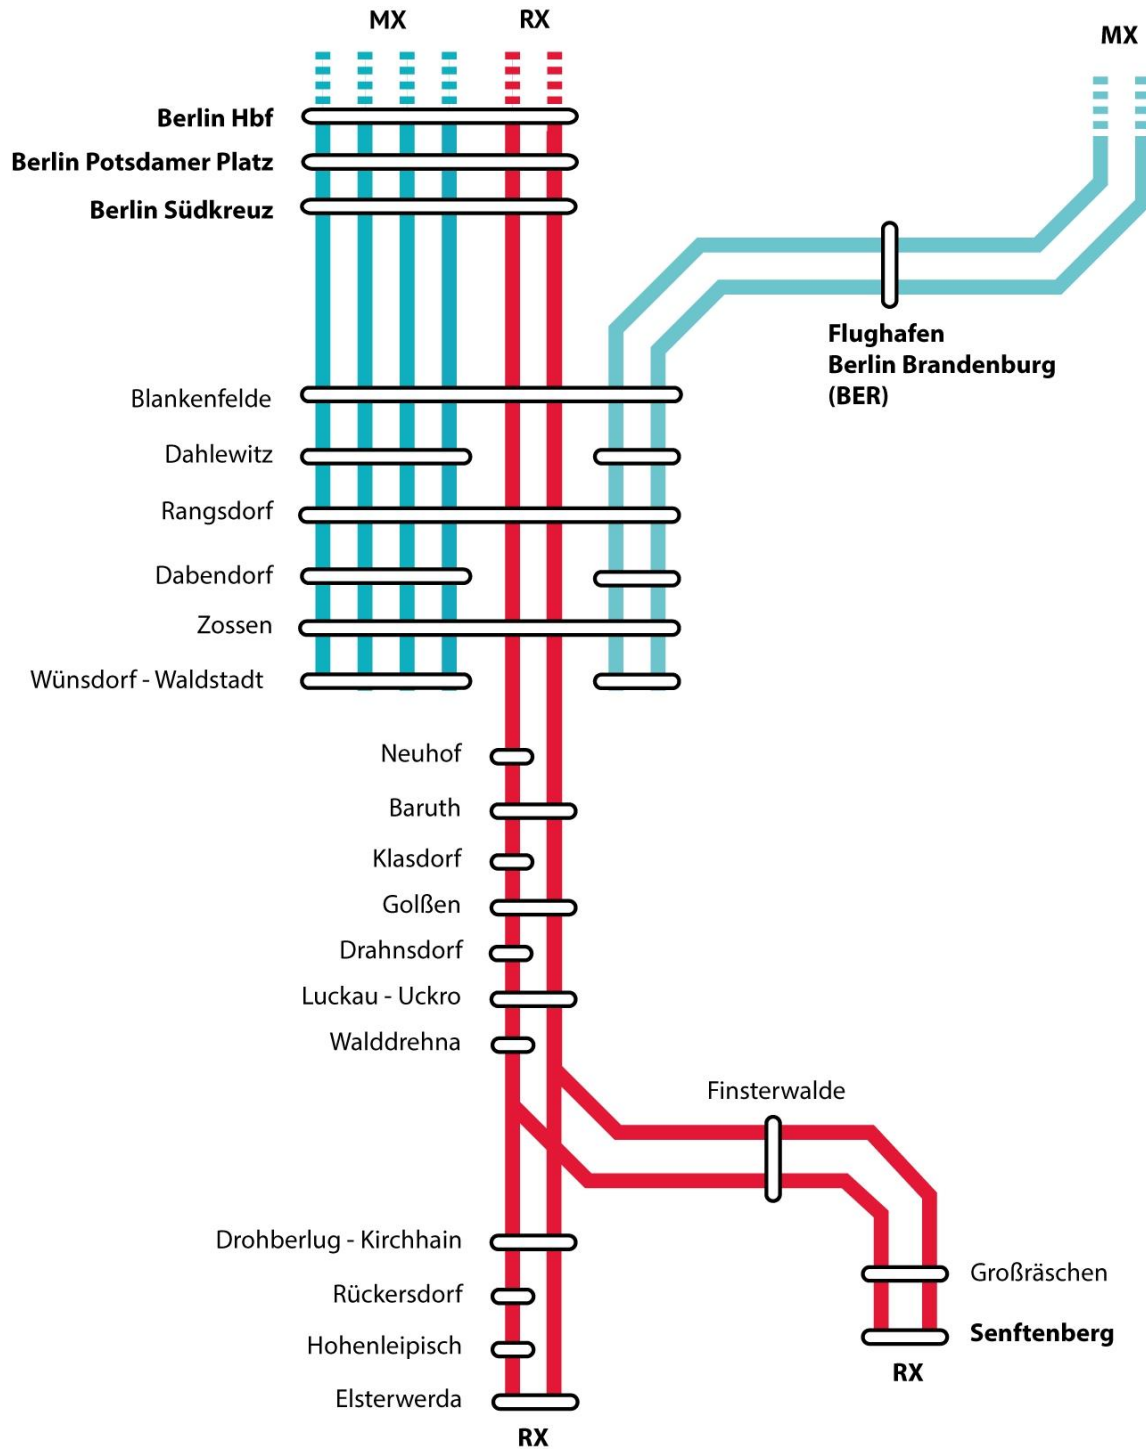 MX
RX
MX
Berlin Hbf
Berlin Potsdamer Platz
Berlin Südkreuz
Flughafen
Berlin Brandenburg
(BER)
Blankenfelde
Dahlewitz
Rangsdorf
Dabendorf
Zossen
Wünsdorf - Waldstadt
Neuhof
Baruth
Klasdorf
Golßen
Drahnsdorf
Luckau - Uckro
Walddrehna
Finsterwalde
Drohberlug - Kirchhain
Großräschen
Rückersdorf
Senftenberg
Hohenleipisch
RX
Elsterwerda
RX